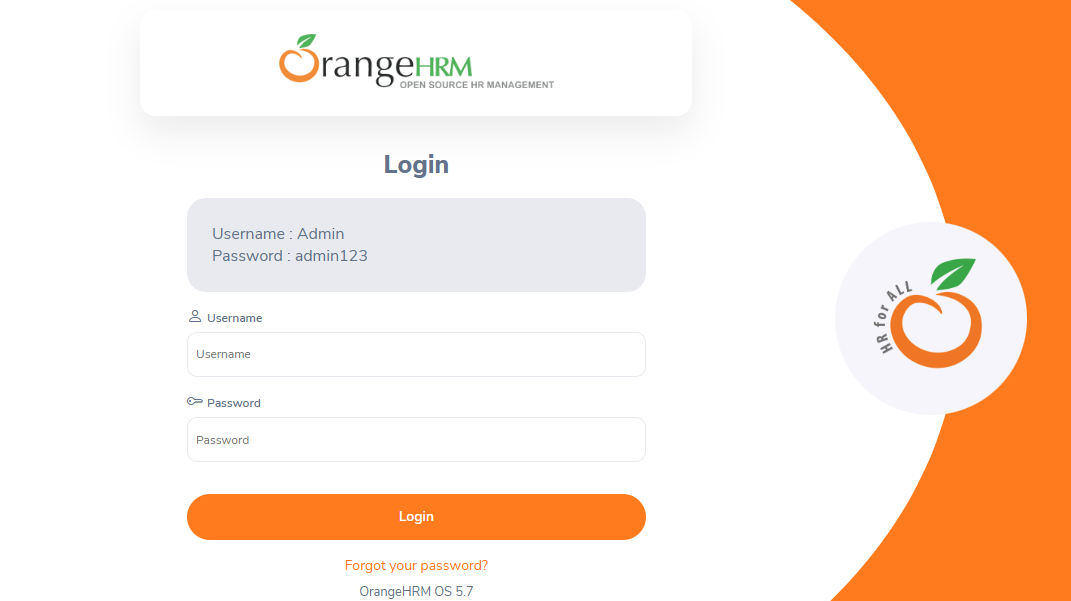 OrangeHRM
OPEN SOURCE HR MANAGEMENT
Login
Username : Admin
Password : admin123
Username
Username
Password
Password
Login
Forgot your password?
OrangeHRM OS 5.7
HR for ALL